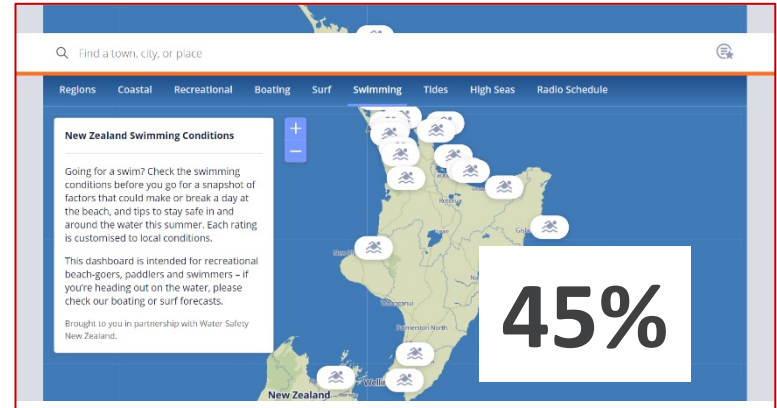 Find a town, city, or place
Regions Coastal Recreational Boating Surf Swimming Tides High Seas Radio Schedule
New Zealand Swimming Conditions
Going for a swim? Check the swimming
conditions before you go for a snapshot of
factors that could make or break a day at
the beach, and tips to stay safe in and
around the water this summer. Each rating
is customised to local conditions.
This dashboard is intended for recreational
beach-goers, paddlers and swimmers – if
you're heading out on the water, please
check our boating or surf forecasts.
Brought to you in partnership with Water Safety
New Zealand.
+
−
Rotorua
45%
Palmerston North
New Zealand